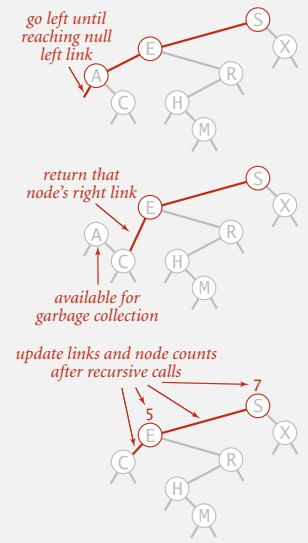 go left until
reaching null
left link
S
E
X
A
R
C
H
M
return that
node's right link
S
E
X
A
R
C
H
M
available for
garbage collection
update links and node counts
after recursive calls
7
5
S
E
X
C
R
H
M